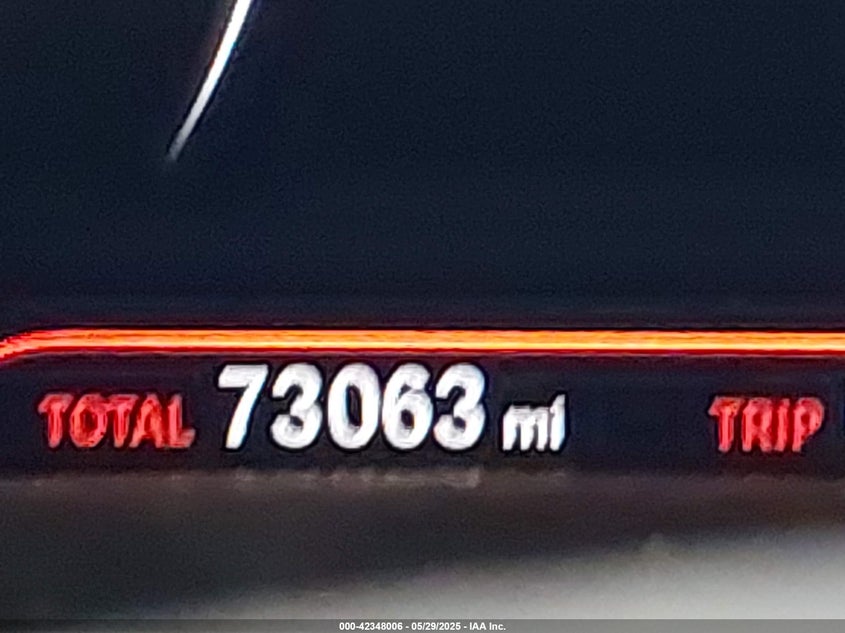 TOTAL 73063 mi TRIP
000-42348006 - 05/29/2025 - IAA Inc.